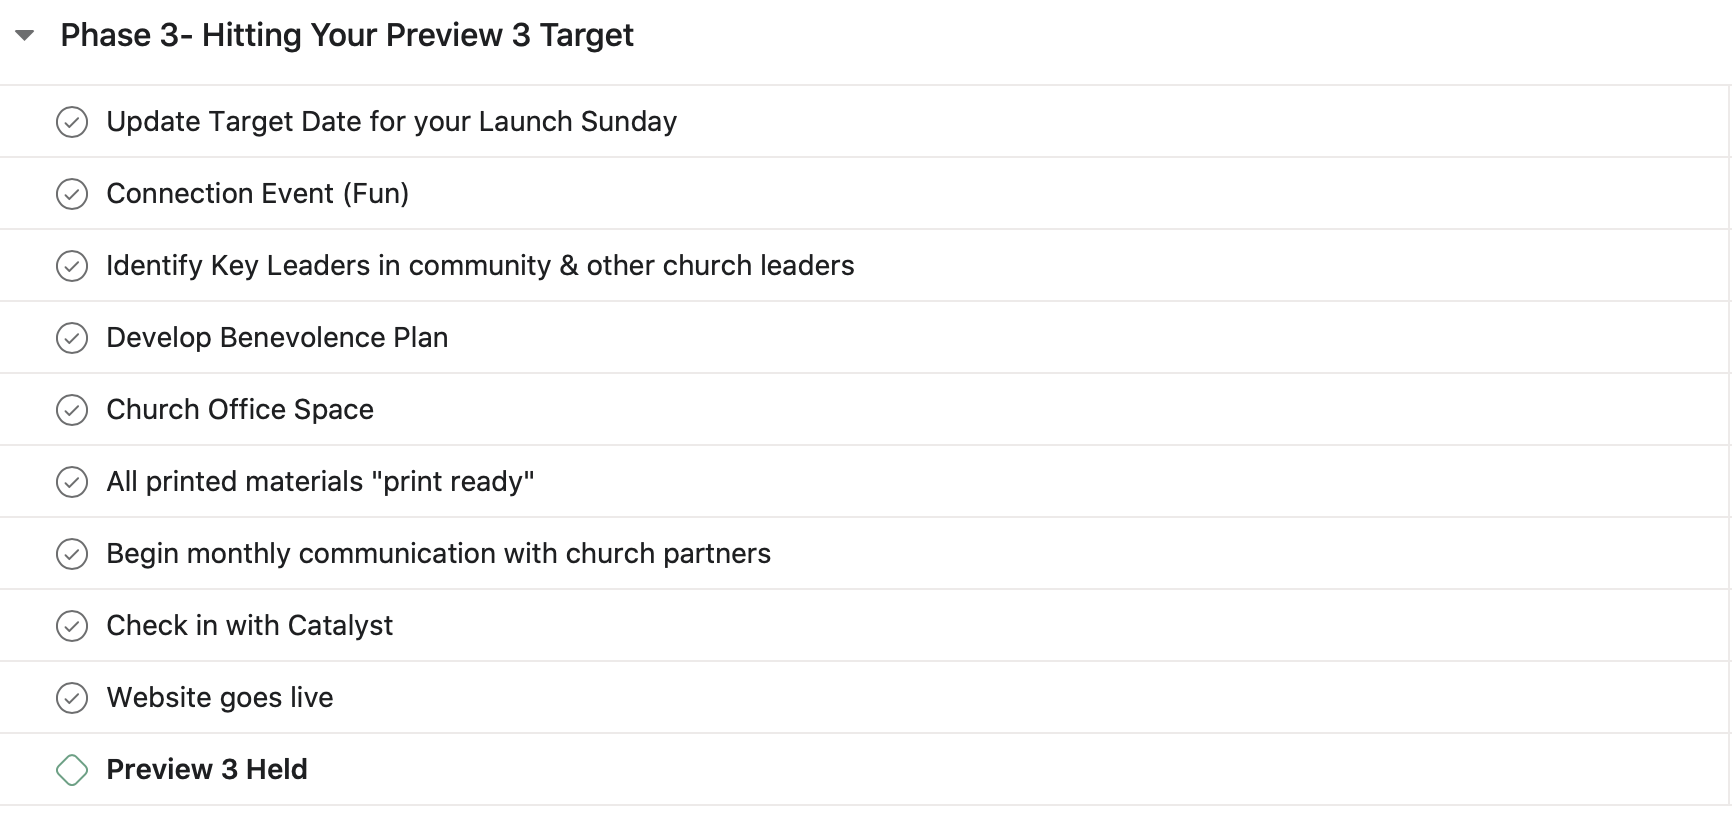 Phase 3- Hitting Your Preview 3 Target
Update Target Date for your Launch Sunday
Connection Event (Fun)
Identify Key Leaders in community & other church leaders
Develop Benevolence Plan
Church Office Space
All printed materials "print ready"
Begin monthly communication with church partners
Check in with Catalyst
Website goes live
Preview 3 Held